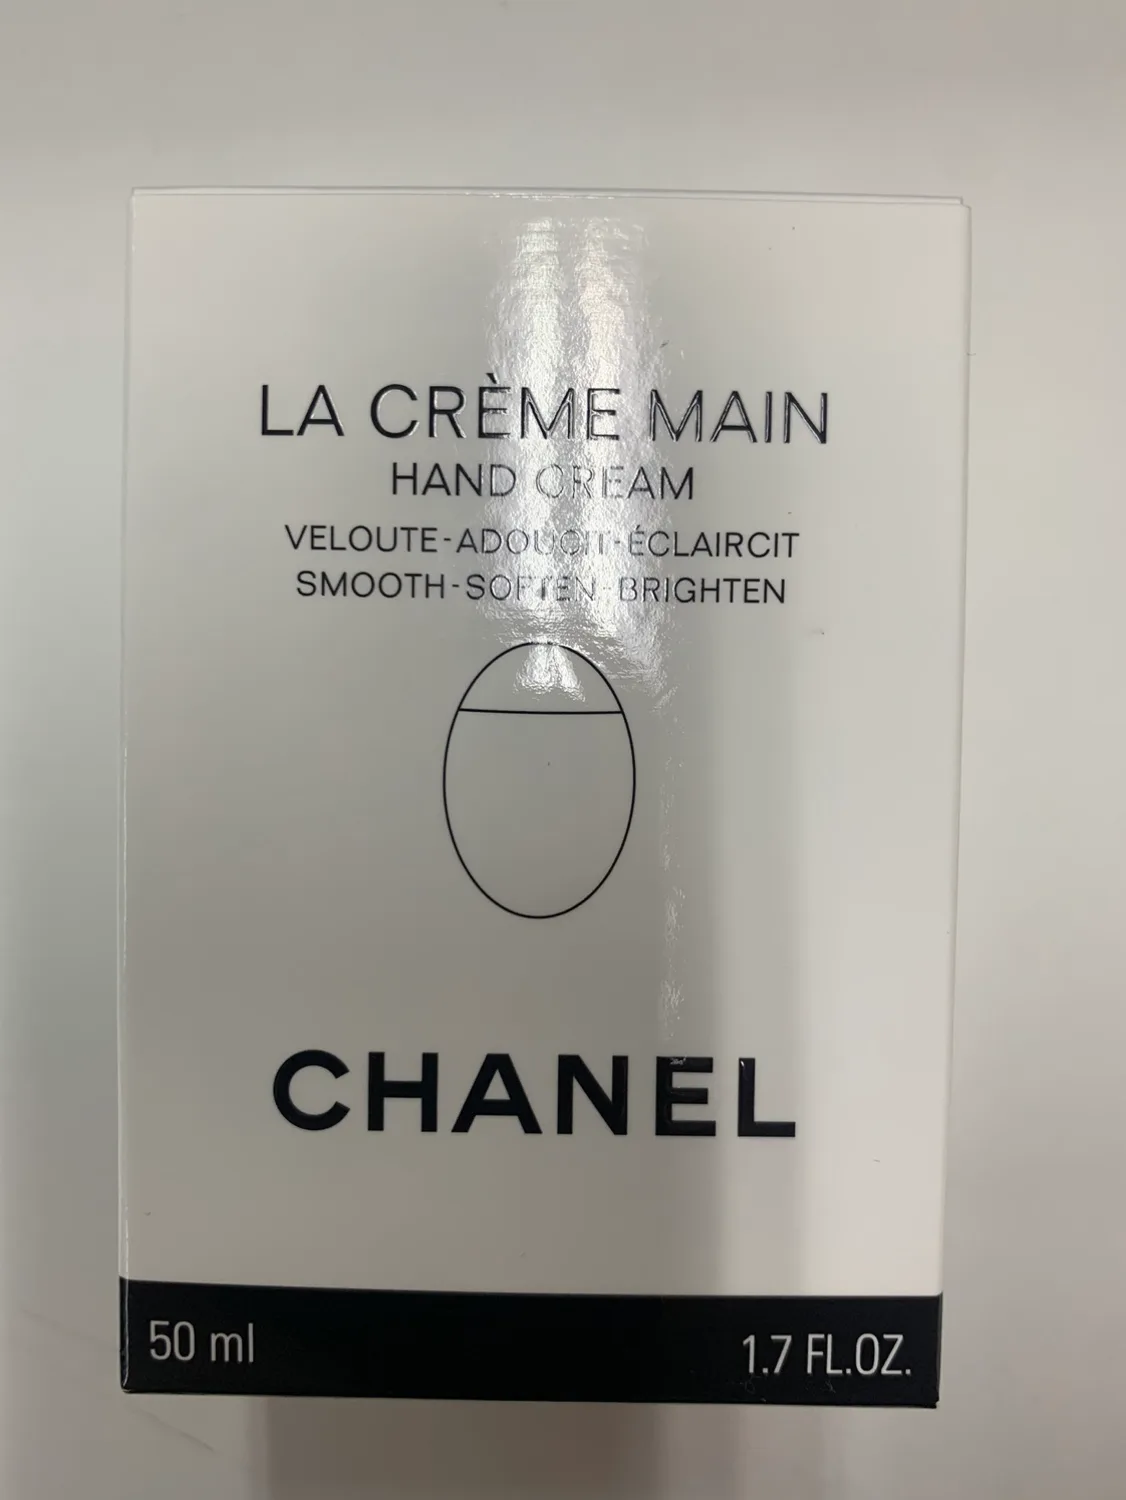 LA CRÈME MAIN
HAND CREAM
VELOUTE-ADOUCIT-ÉCLAIRCIT
SMOOTH-SOFTEN-BRIGHTEN
CHANEL
50 ml
1.7 FL.OZ.